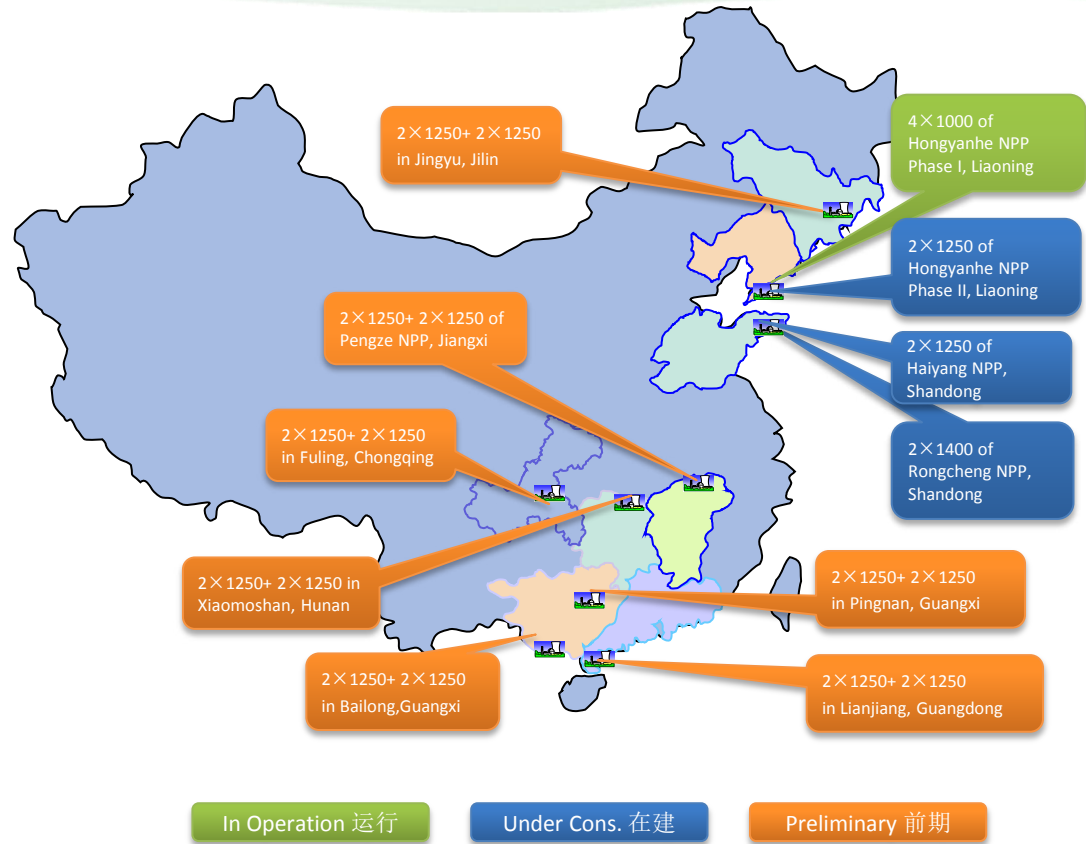 2×1250+ 2×1250
in Jingyu, Jilin
4×1000 of
Hongyanhe NPP
Phase I, Liaoning
2×1250 of
Hongyanhe NPP
Phase II, Liaoning
2×1250+ 2×1250 of
Pengze NPP, Jiangxi
2×1250 of
Haiyang NPP,
Shandong
2×1250+ 2×1250
in Fuling, Chongqing
2×1400 of
Rongcheng NPP,
Shandong
2×1250+ 2×1250 in
Xiaomoshan, Hunan
2×1250+ 2×1250
in Pingnan, Guangxi
2×1250+ 2×1250
in Bailong,Guangxi
2×1250+ 2×1250
in Lianjiang, Guangdong
In Operation 运行
Under Cons. 在建
Preliminary 前期